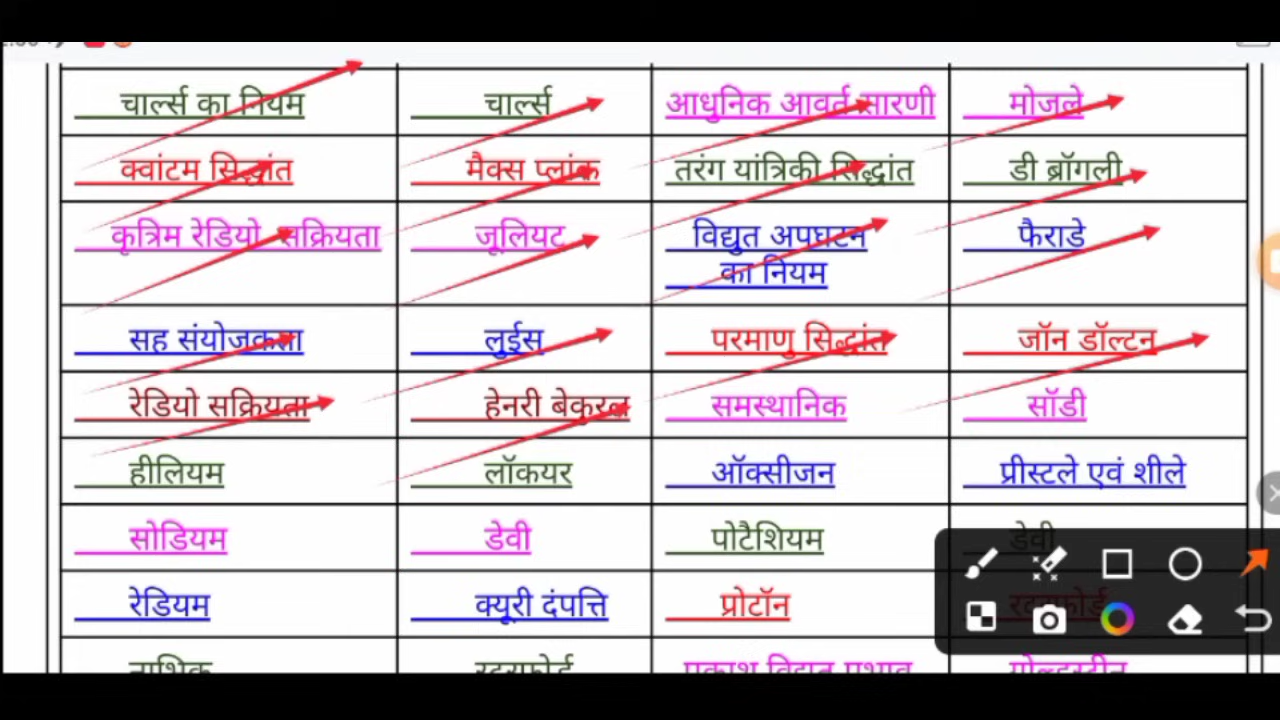 चार्ल्स का नियम चार्ल्स आधुनिक आवर्त सारणी मोजले
क्वांटम सिद्धांत मैक्स प्लांक तरंग यांत्रिकी सिद्धांत डी ब्रॉगली
कृत्रिम रेडियो सक्रियता जूलियट विद्युत अपघटन फैराडे
का नियम
सह संयोजकता लुईस परमाणु सिद्धांत जॉन डॉल्टन
रेडियो सक्रियता हेनरी बेकुरल समस्थानिक सॉडी
हीलियम लॉकयर ऑक्सीजन प्रीस्टले एवं शीले
सोडियम डेवी पोटैशियम डेवी
रेडियम क्यूरी दंपत्ति प्रोटॉन रदरफोर्ड